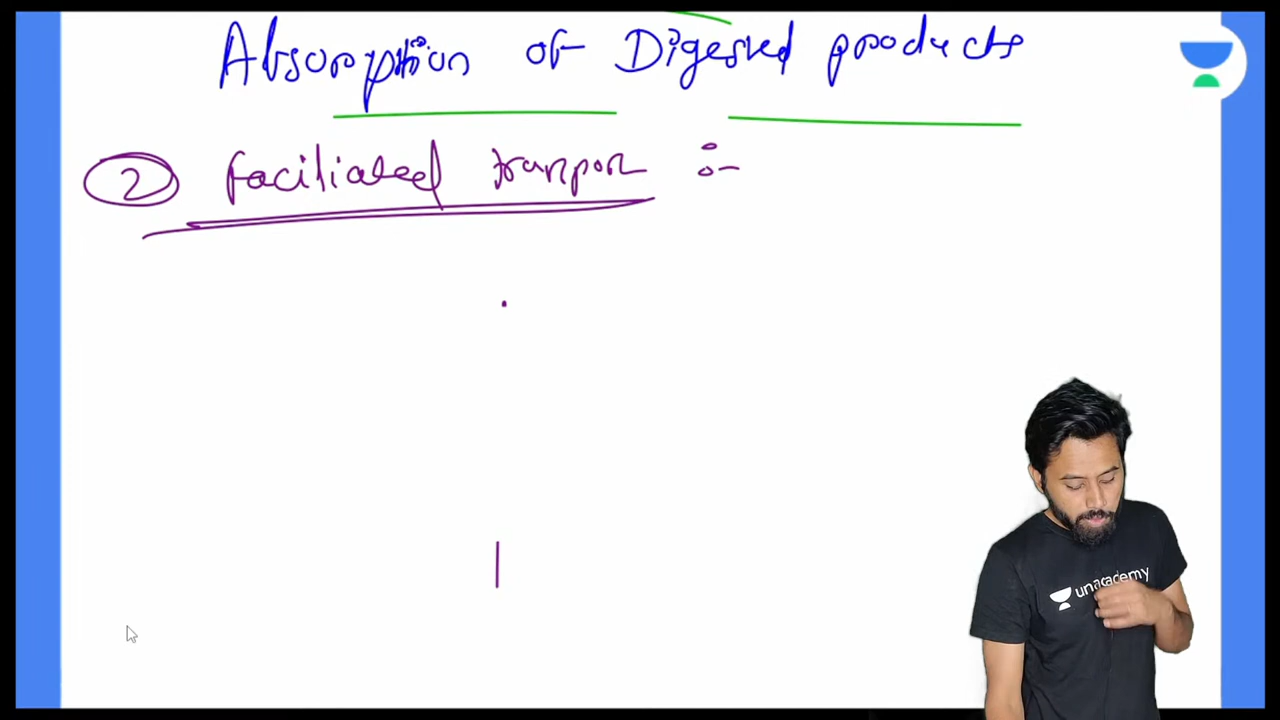 Absorption of Digested products
② Faciliated tranport :-
unacademy